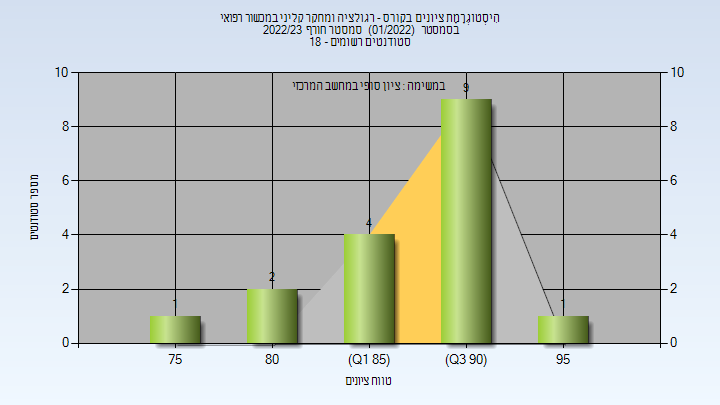 היסטוגרמת ציונים בקורס - רגולציה ומחקר קליני במכשור רפואי
בסמסטר (01/2022) סמסטר חורף 2022/23
סטודנטים רשומים - 18
במשימה : ציון סופי במחשב המרכזי
10 10
9
8 8
6 6
4
4 4
2
2 2
1 1
0 0
75 80 (Q1 85) (Q3 90) 95
מספר סטודנטים
טווח ציונים